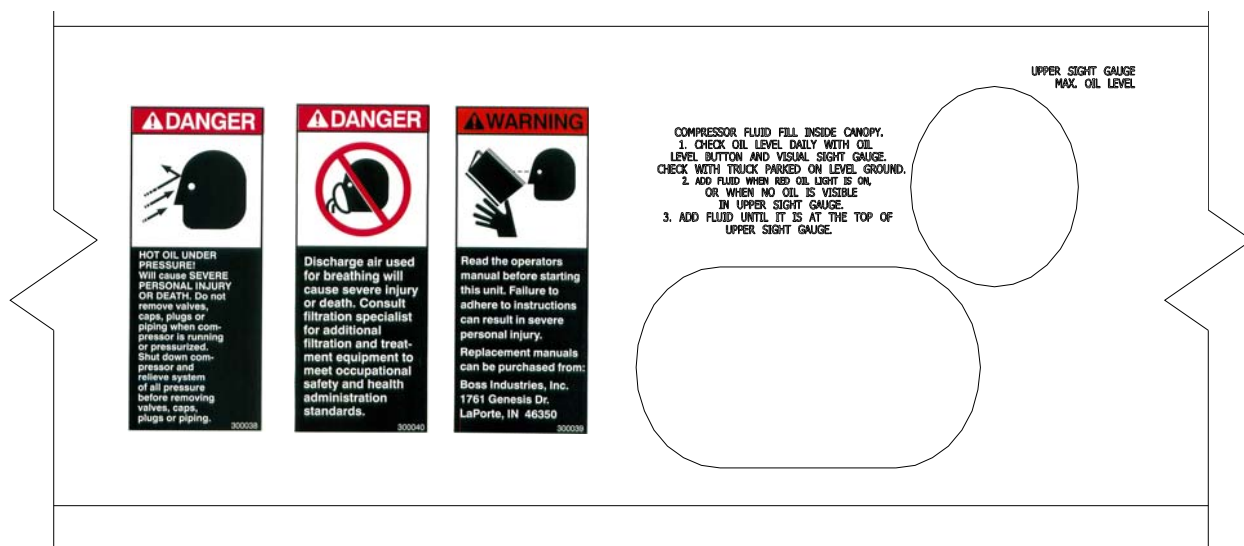 DANGER
HOT OIL UNDER
PRESSURE!
Will cause SEVERE
PERSONAL INJURY
OR DEATH. Do not
remove valves,
caps, plugs or
piping when com-
pressor is running
or pressurized.
Shut down com-
pressor and
relieve system
of all pressure
before removing
valves, caps,
plugs or piping.
300038
DANGER
Discharge air used
for breathing will
cause severe injury
or death. Consult
filtration specialist
for additional
filtration and treat-
ment equipment to
meet occupational
safety and health
administration
standards.
300040
WARNING
Read the operators
manual before starting
this unit. Failure to
adhere to instructions
can result in severe
personal injury.
Replacement manuals
can be purchased from:
Boss Industries, Inc.
1761 Genesis Dr.
LaPorte, IN 46350
300039
COMPRESSOR FLUID FILL INSIDE CANOPY.
1. CHECK OIL LEVEL DAILY WITH OIL
LEVEL BUTTON AND VISUAL SIGHT GAUGE.
CHECK WITH TRUCK PARKED ON LEVEL GROUND.
2. ADD FLUID WHEN RED OIL LIGHT IS ON,
OR WHEN NO OIL IS VISIBLE
IN UPPER SIGHT GAUGE.
3. ADD FLUID UNTIL IT IS AT THE TOP OF
UPPER SIGHT GAUGE.
UPPER SIGHT GAUGE
MAX. OIL LEVEL